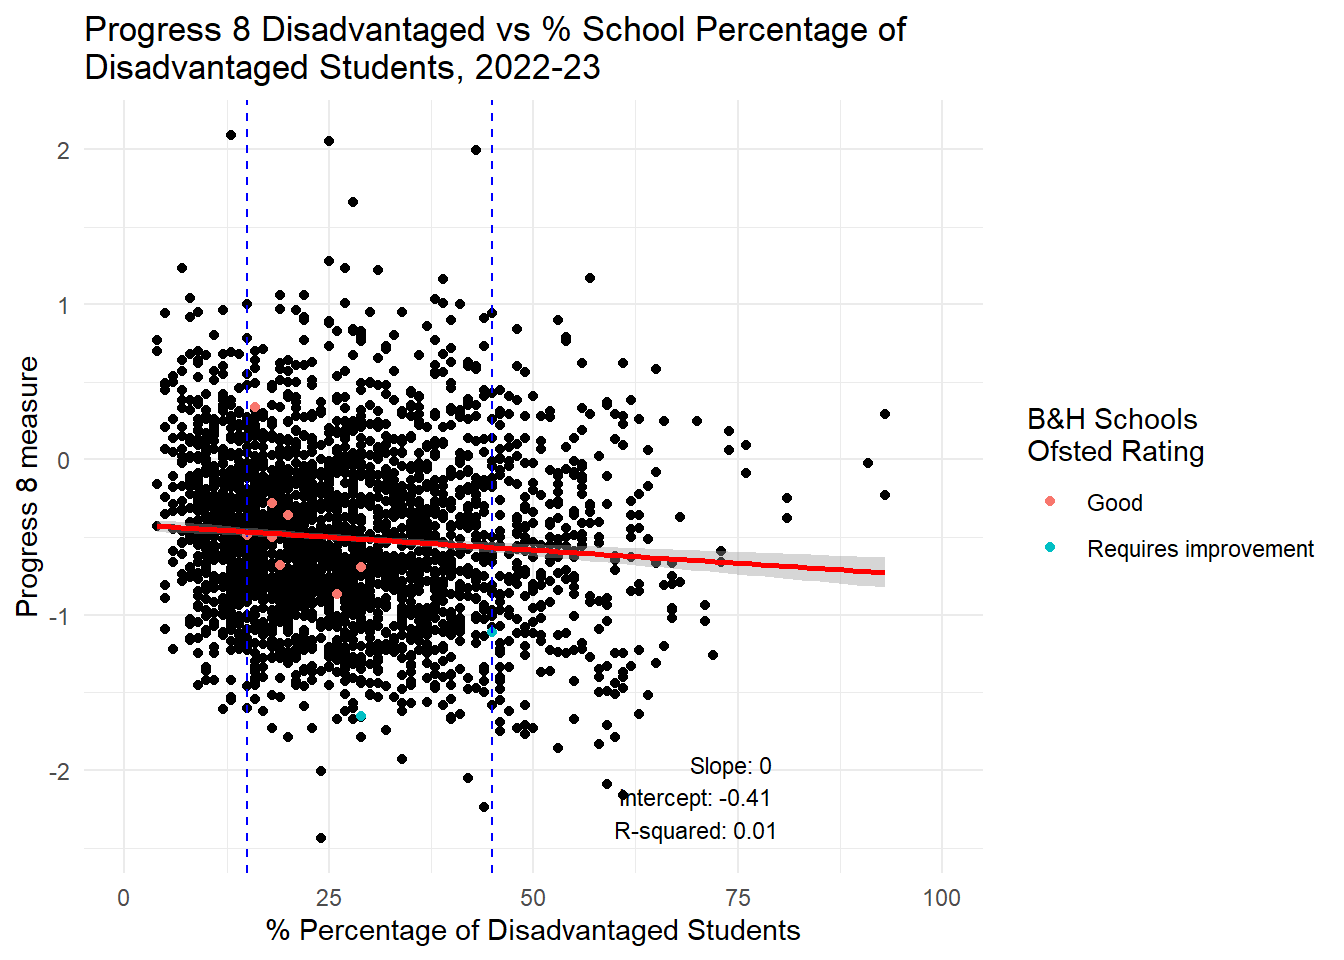 Progress 8 Disadvantaged vs % School Percentage of
Disadvantaged Students, 2022-23
2
1
0
-1
-2
Progress 8 measure
0
25
50
75
100
% Percentage of Disadvantaged Students
Slope: 0
Intercept: -0.41
R-squared: 0.01
B&H Schools
Ofsted Rating
Good
Requires improvement